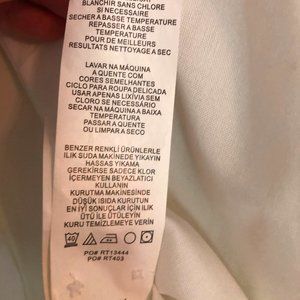 BLANCHIR SANS CHLORE
SI NECESSAIRE
SECHER A BASSE TEMPERATURE
REPASSER A BASSE
TEMPERATURE
POUR DE MEILLEURS
RESULTATS NETTOYAGE A SEC
LAVAR NA MÁQUINA
A QUENTE COM
CORES SEMELHANTES
CICLO PARA ROUPA DELICADA
USAR APENAS LIXÍVIA SEM
CLORO SE NECESSÁRIO
SECAR NA MÁQUINA A BAIXA
TEMPERATURA
PASSAR A QUENTE
OU LIMPAR A SECO
BENZER RENKLİ ÜRÜNLERLE
ILIK SUDA MAKİNEDE YIKAYIN
HASSAS YIKAMA
GEREKIRSE SADECE KLOR
İÇERMEYEN BEYAZLATICI
KULLANIN
KURUTMA MAKİNESİNDE
DÜŞÜK ISIDA KURUTUN
EN İYİ SONUÇLAR İÇİN ILIK
ÜTÜ İLE ÜTÜLEYİN
KURU TEMİZLEMEYE VERIN
40
PO# RT13444
PO# RT403